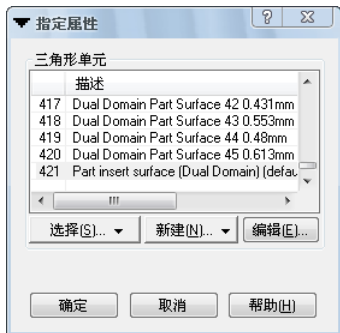 指定属性
三角形单元
描述
417 Dual Domain Part Surface 42 0.431mm
418 Dual Domain Part Surface 43 0.553mm
419 Dual Domain Part Surface 44 0.48mm
420 Dual Domain Part Surface 45 0.613mm
421 Part insert surface (Dual Domain) (defau
选择(S)... 新建(N)... 编辑(E)...
确定 取消 帮助(H)